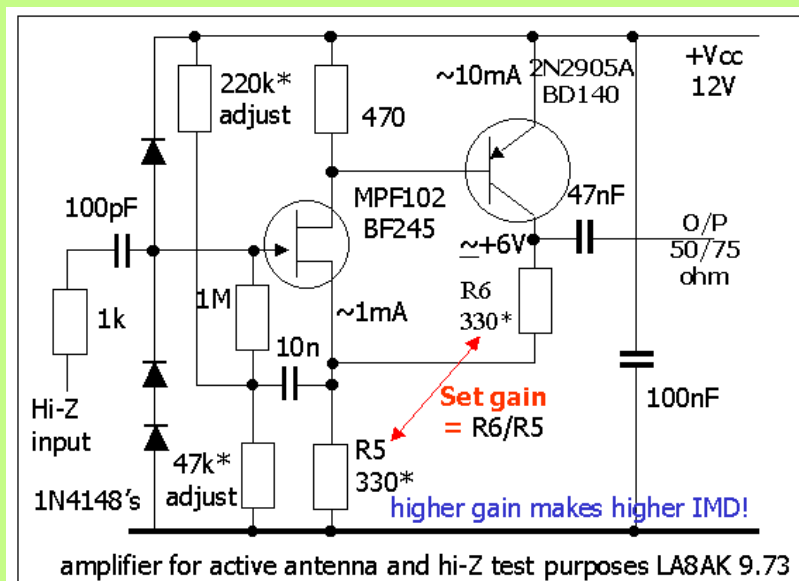 +Vcc
12V
~10mA
2N2905A
BD140
220k*
adjust
470
MPF102
BF245
100pF
47nF
O/P
50/75
ohm
~+6V
1M
~1mA
R6
330*
1k
10n
Set gain
= R6/R5
100nF
Hi-Z
input
R5
330*
47k*
adjust
1N4148's
higher gain makes higher IMD!
amplifier for active antenna and hi-Z test purposes LA8AK 9.73